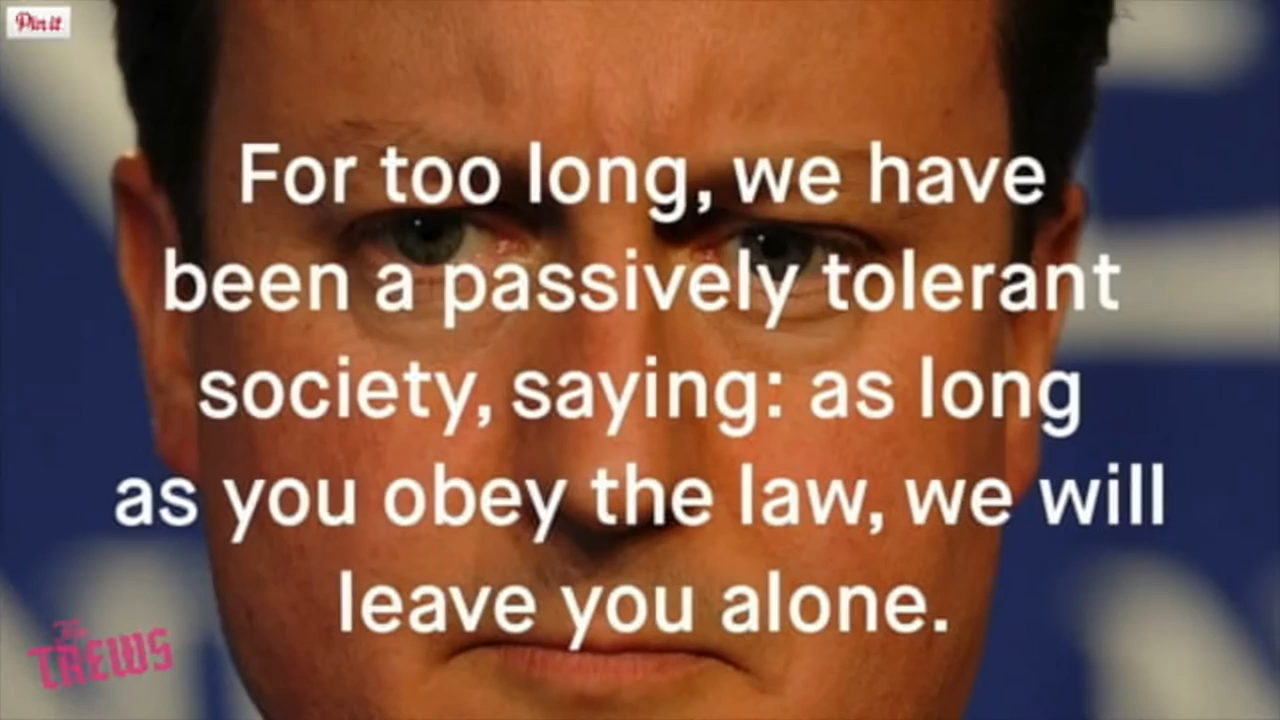 Pin it
For too long, we have
been a passively tolerant
society, saying: as long
as you obey the law, we will
leave you alone.
The
TREWS